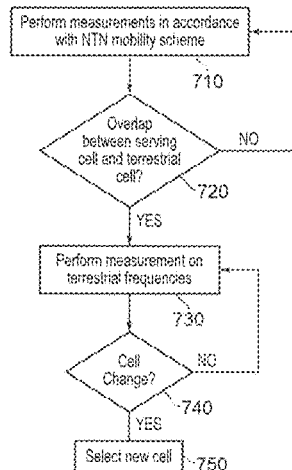 Perform measurements in accordance
with NTN mobility scheme
710
Overlap
between serving
cell and terrestrial
cell?
NO
720
YES
Perform measurement on
terrestrial frequencies
730
Cell
Change?
NO
740
YES
Select new cell
750